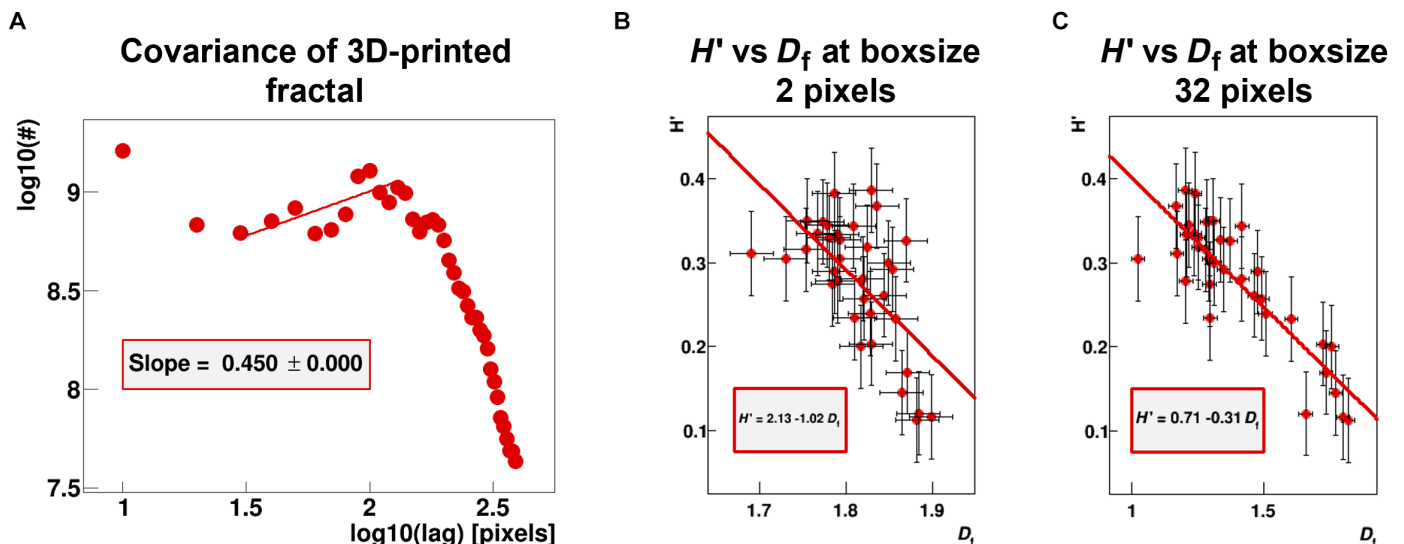 A
Covariance of 3D-printed
fractal
log10(#)
9
8.5
8
7.5
Slope = 0.450 ± 0.000
1
1.5
2
2.5
log10(lag) [pixels]
B
H' vs Df at boxsize
2 pixels
H'
0.4
0.3
0.2
0.1
H' = 2.13 -1.02 Df
1.7
1.8
1.9
Df
C
H' vs Df at boxsize
32 pixels
H'
0.4
0.3
0.2
0.1
H' = 0.71 -0.31 Df
1
1.5
Df